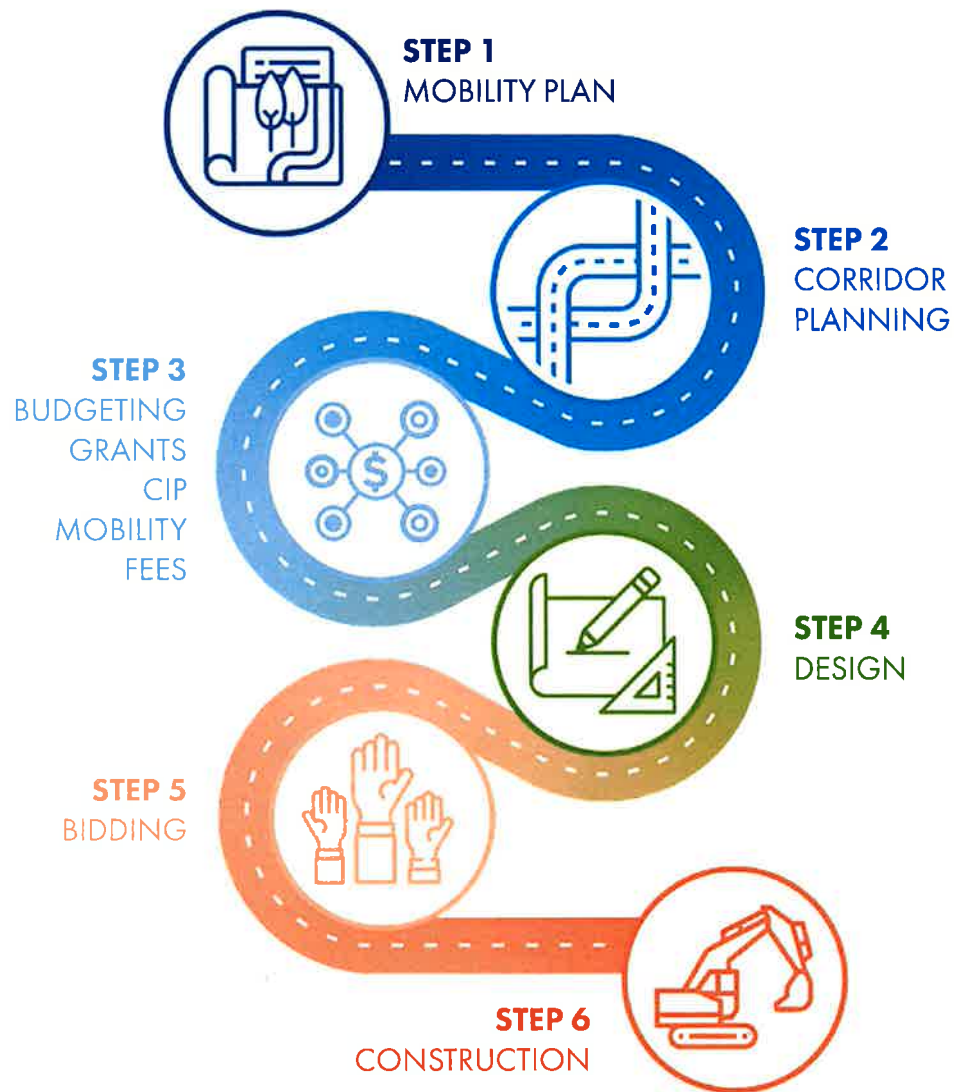 STEP 1
MOBILITY PLAN
STEP 2
CORRIDOR
PLANNING
STEP 3
BUDGETING
GRANTS
CIP
MOBILITY
FEES
$
STEP 4
DESIGN
STEP 5
BIDDING
STEP 6
CONSTRUCTION